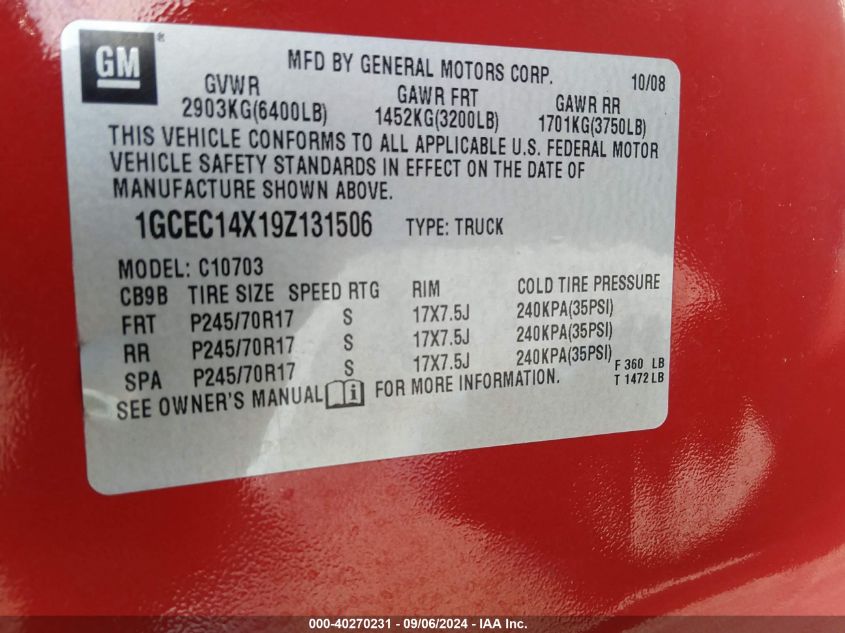 GM
MFD BY GENERAL MOTORS CORP. 10/08
GVWR GAWR FRT GAWR RR
2903KG(6400LB) 1452KG(3200LB) 1701KG(3750LB)
THIS VEHICLE CONFORMS TO ALL APPLICABLE U.S. FEDERAL MOTOR
VEHICLE SAFETY STANDARDS IN EFFECT ON THE DATE OF
MANUFACTURE SHOWN ABOVE.
1GCEC14X19Z131506 TYPE: TRUCK
MODEL: C10703
CB9B TIRE SIZE SPEED RTG RIM COLD TIRE PRESSURE
FRT P245/70R17 S 17X7.5J 240KPA(35PSI)
RR P245/70R17 S 17X7.5J 240KPA(35PSI)
SPA P245/70R17 S 17X7.5J 240KPA(35PSI)
F 360 LB
T 1472 LB
SEE OWNER'S MANUAL FOR MORE INFORMATION.
000-40270231 - 09/06/2024 - IAA Inc.